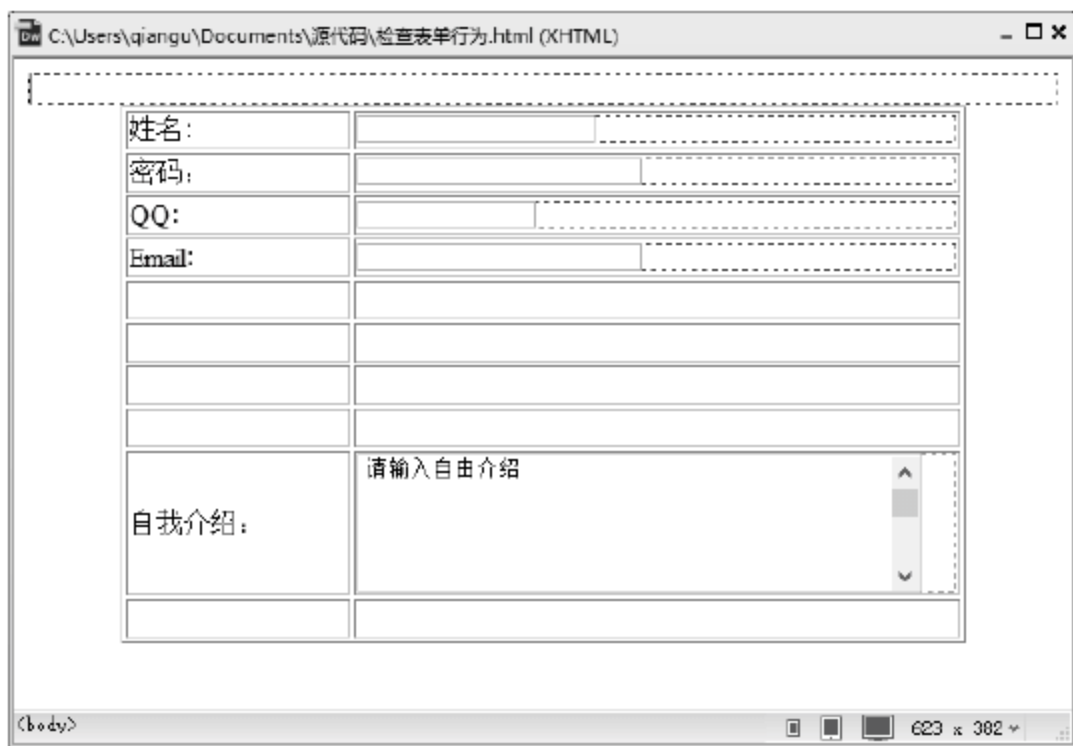 Dw C:\Users\qiangu\Documents\源代码\检查表单行为.html (XHTML)
姓名：
密码：
QQ:
Email:
自我介绍：
请输入自由介绍
<body>
623 x 382